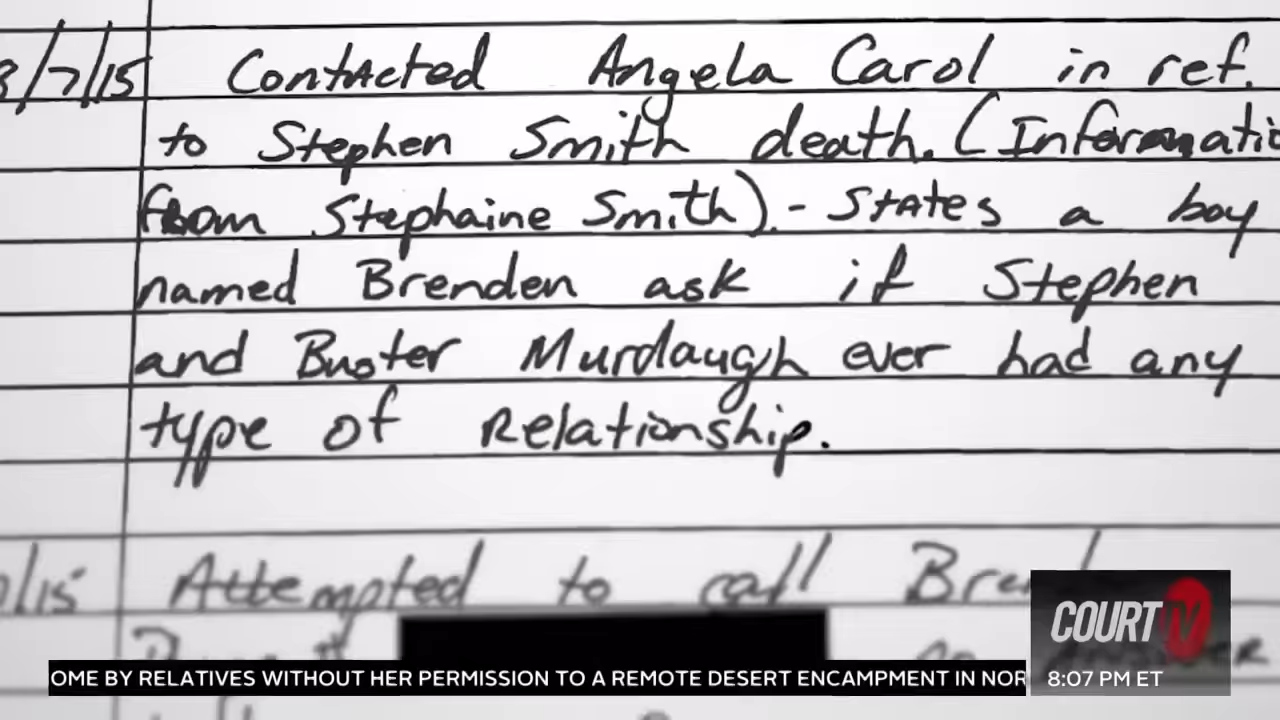 8/7/15 Contacted Angela Carol in ref.
to Stephen Smith death. (Informatio
from Stephaine Smith). - States a boy
named Brenden ask if Stephen
and Buster Murdaugh ever had any
type of Relationship.
/15 Attempted to call
COURT TV
OME BY RELATIVES WITHOUT HER PERMISSION TO A REMOTE DESERT ENCAMPMENT IN NOR
8:07 PM ET